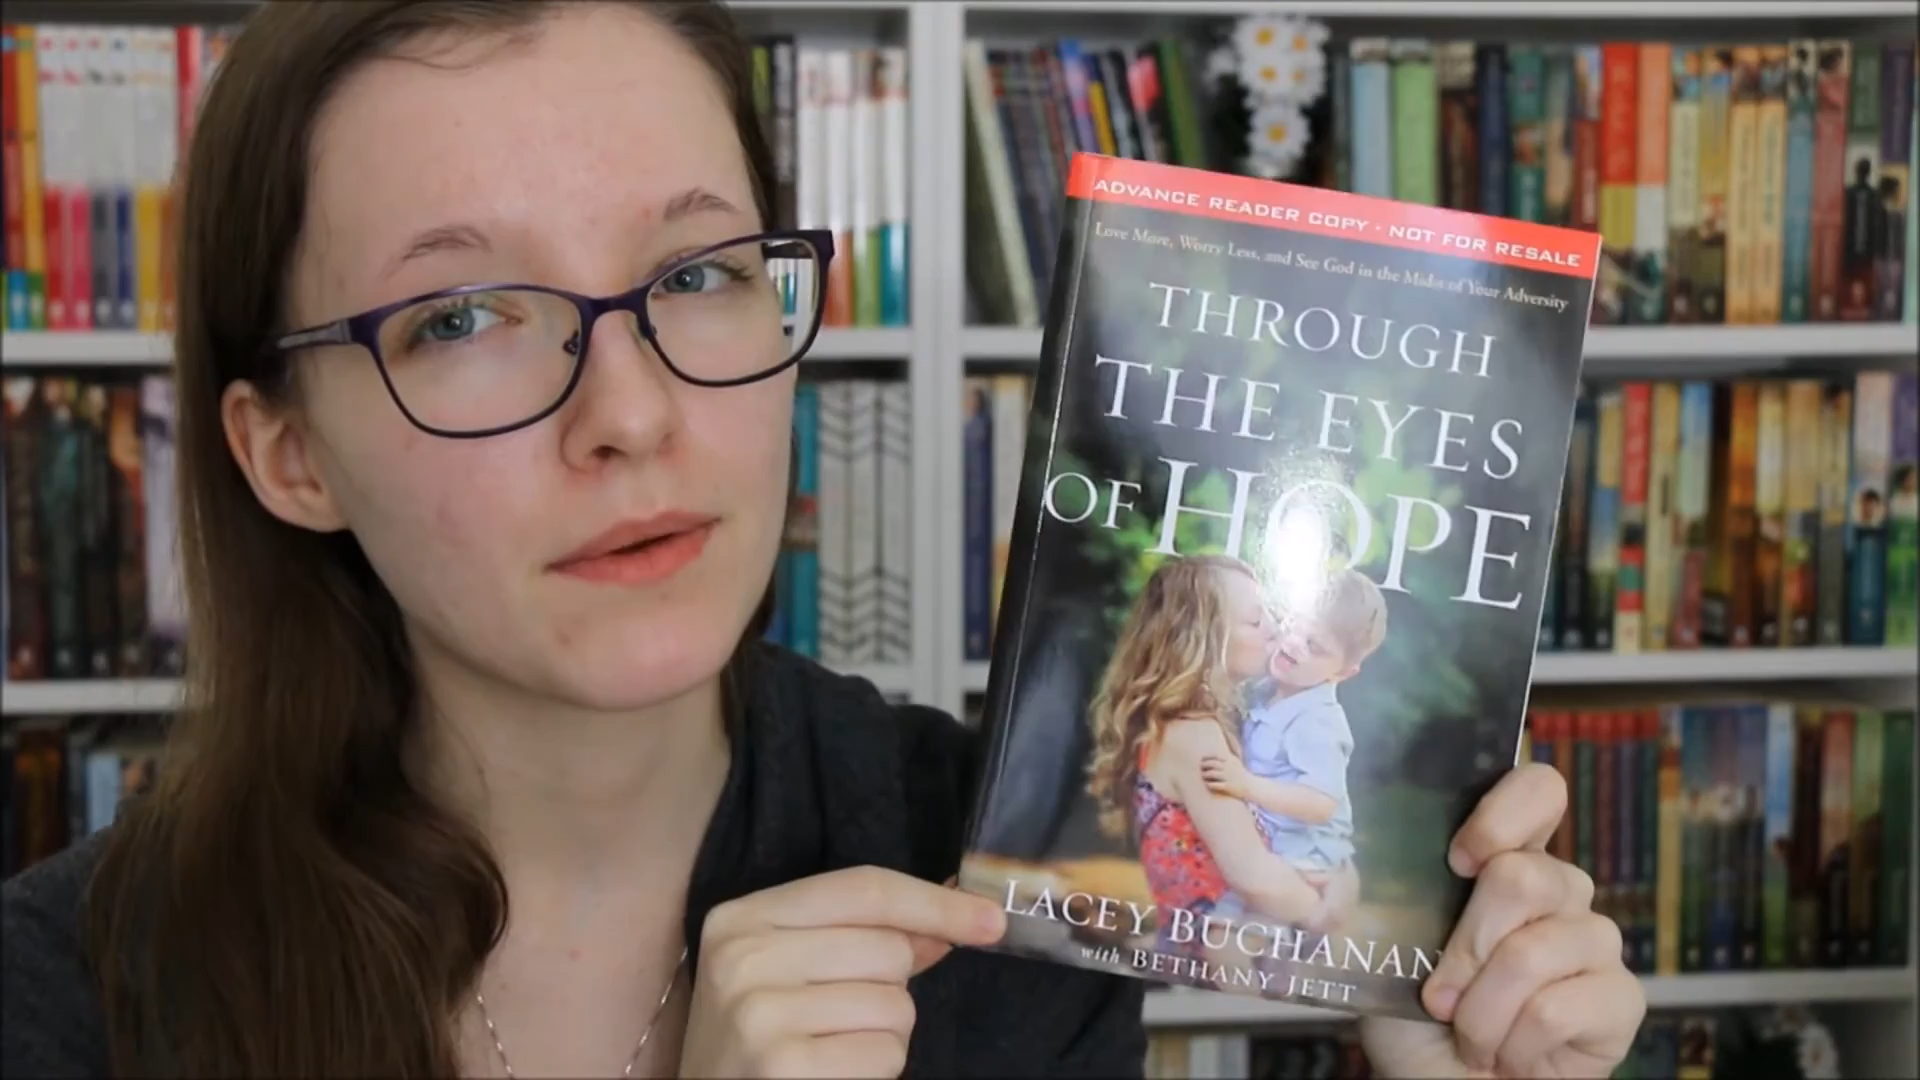 ADVANCE READER COPY · NOT FOR RESALE
Love More, Worry Less, and See God in the Midst of Your Adversity
THROUGH
THE EYES
OF HOPE
LACEY BUCHANAN
with BETHANY JETT